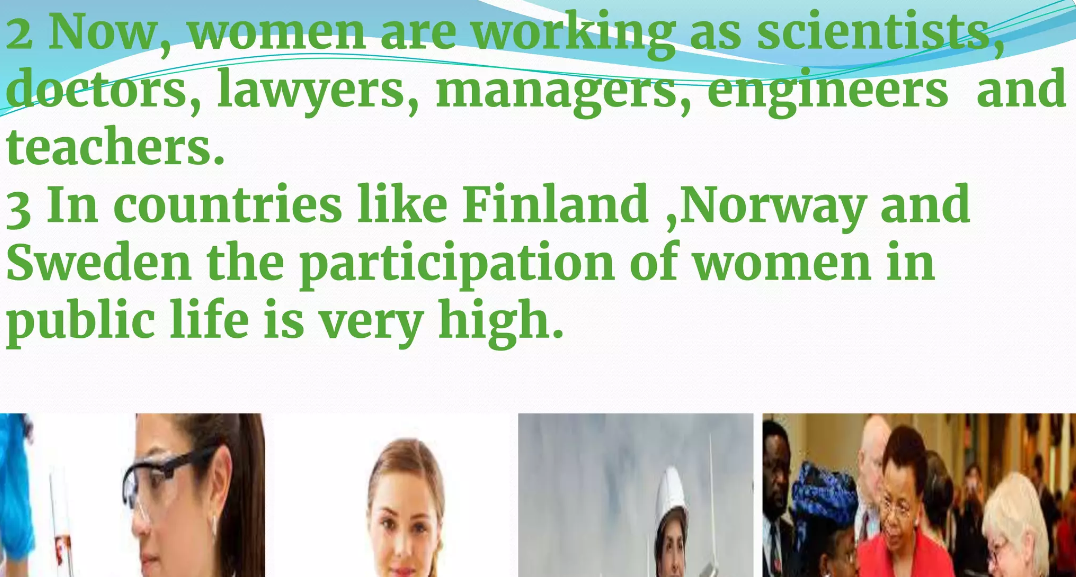 2 Now, women are working as scientists,
doctors, lawyers, managers, engineers  and
teachers.
3 In countries like Finland ,Norway and
Sweden the participation of women in
public life is very high.